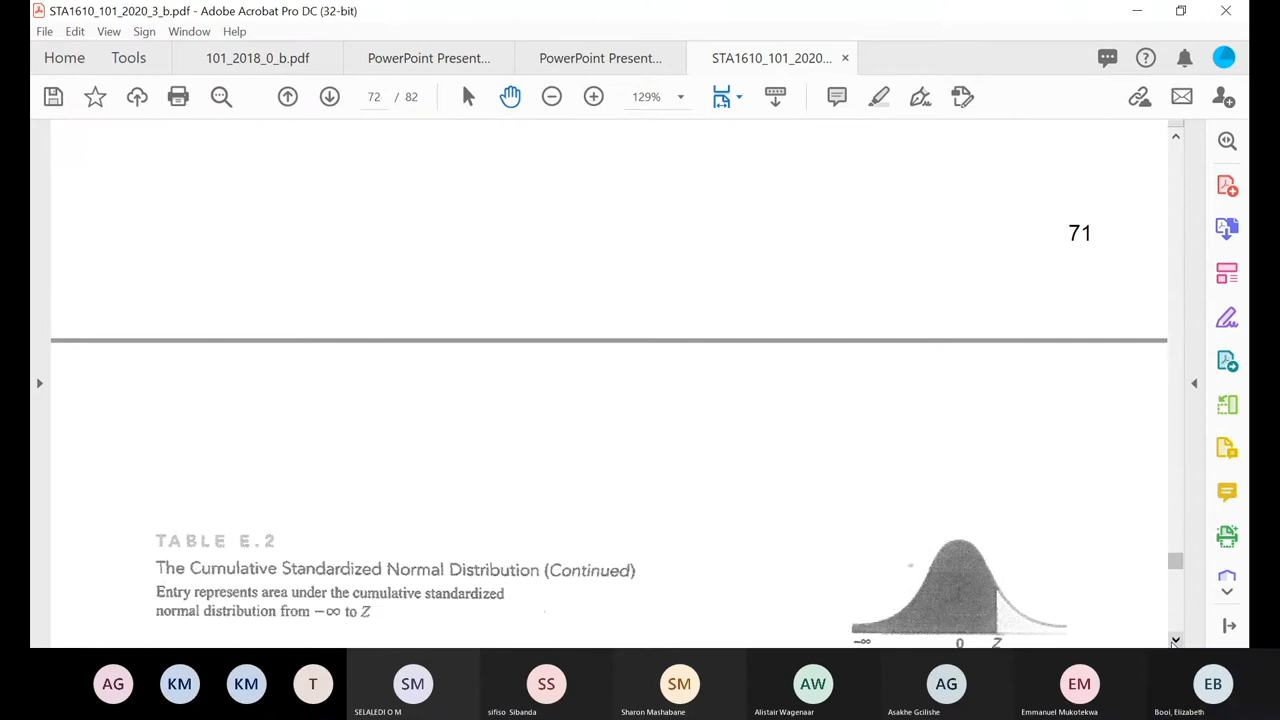 STA1610_101_2020_3_b.pdf - Adobe Acrobat Pro DC (32-bit)
File Edit View Sign Window Help
Home Tools 101_2018_0_b.pdf PowerPoint Present... PowerPoint Present... STA1610_101_2020... ×
72 / 82 129%
71
TABLE E.2
The Cumulative Standardized Normal Distribution (Continued)
Entry represents area under the cumulative standardized
normal distribution from −∞ to Z
−∞ 0 Z
AG KM KM T SM SS SM AW AG EM EB
SELALEDI O M sifiso Sibanda Sharon Mashabane Alistair Wagenaar Asakhe Gcilishe Emmanuel Mukotekwa Booi, Elizabeth